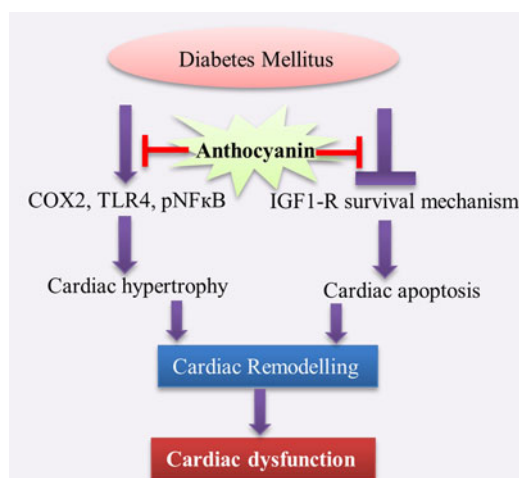 Diabetes Mellitus
Anthocyanin
COX2, TLR4, pNFκB
IGF1-R survival mechanism
Cardiac hypertrophy
Cardiac apoptosis
Cardiac Remodelling
Cardiac dysfunction